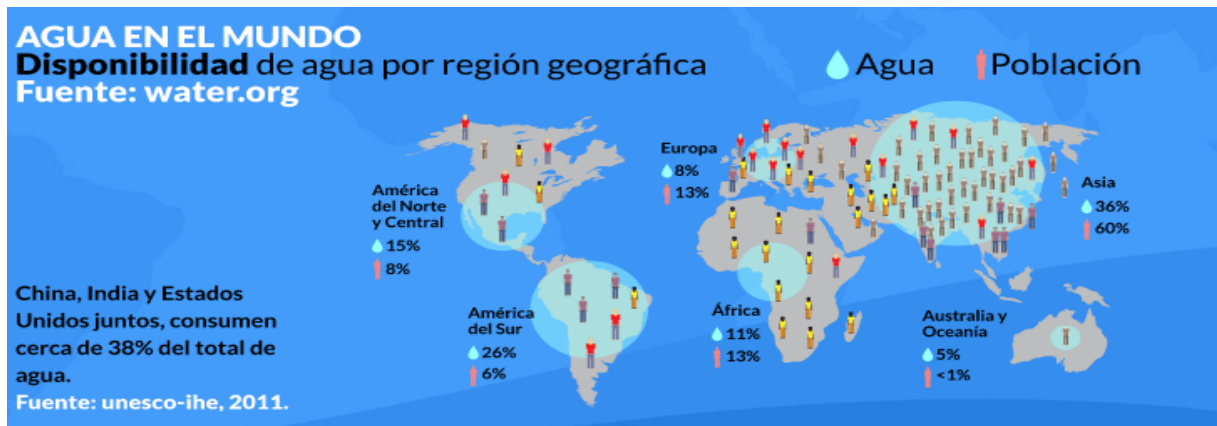 AGUA EN EL MUNDO
Disponibilidad de agua por región geográfica
Fuente: water.org
Agua
Población
América
del Norte
y Central
15%
8%
Europa
8%
13%
Asia
36%
60%
América
del Sur
26%
6%
África
11%
13%
Australia y
Oceanía
5%
<1%
China, India y Estados
Unidos juntos, consumen
cerca de 38% del total de
agua.
Fuente: unesco-ihe, 2011.